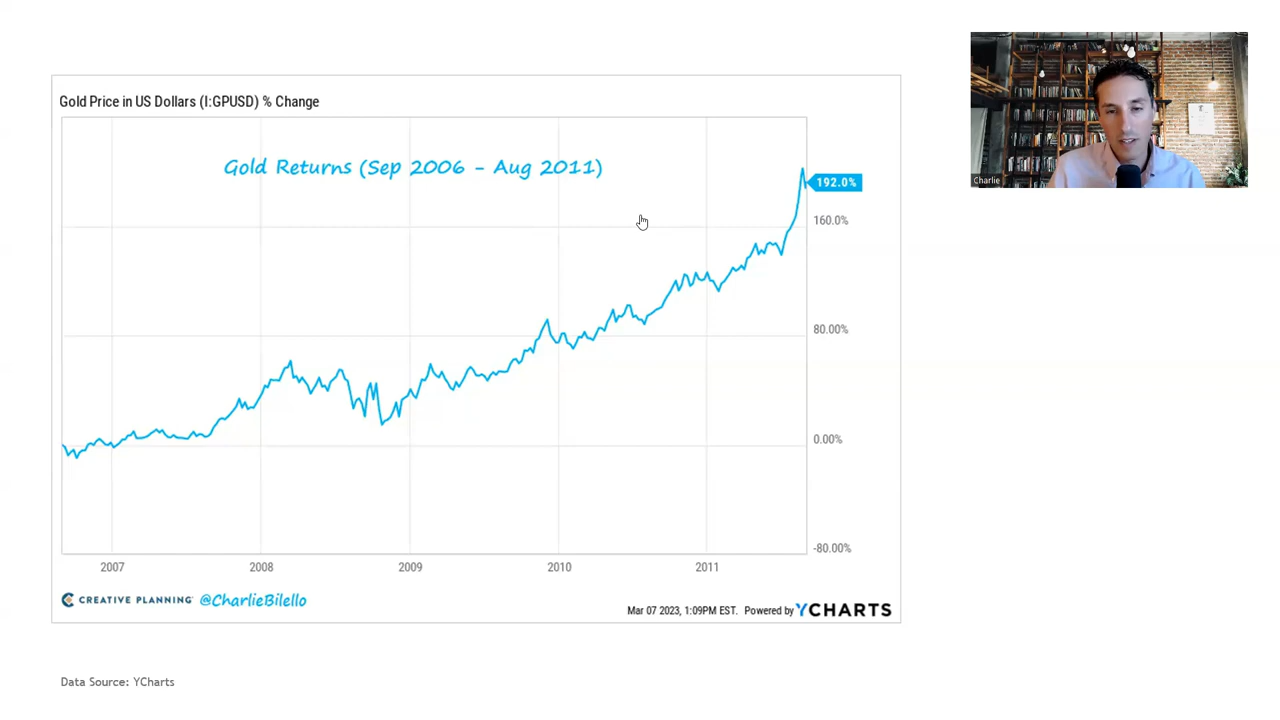 Gold Price in US Dollars (I:GPUSD) % Change
Gold Returns (Sep 2006 - Aug 2011)
192.0%
160.0%
80.00%
0.00%
-80.00%
2007 2008 2009 2010 2011
CREATIVE PLANNING® @CharlieBilello
Mar 07 2023, 1:09PM EST. Powered by YCHARTS
Data Source: YCharts
Charlie